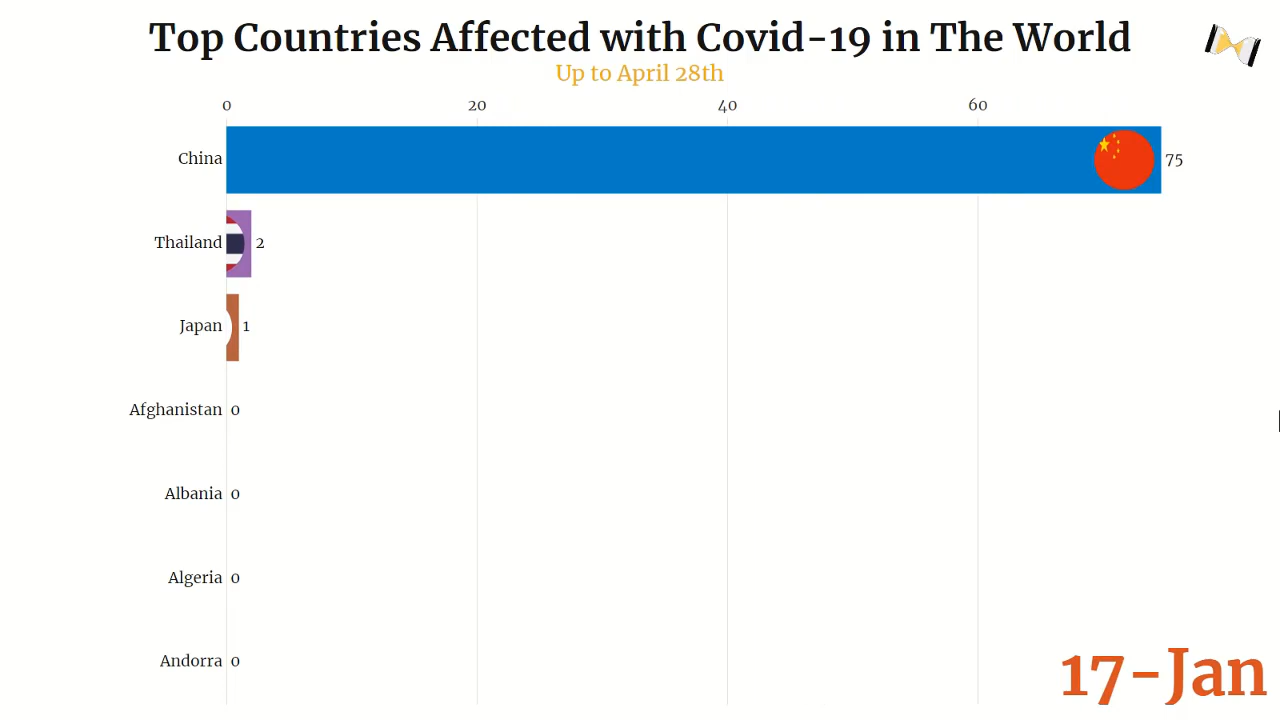 Top Countries Affected with Covid-19 in The World
Up to April 28th
0 20 40 60
China 75
Thailand 2
Japan 1
Afghanistan 0
Albania 0
Algeria 0
Andorra 0
17-Jan